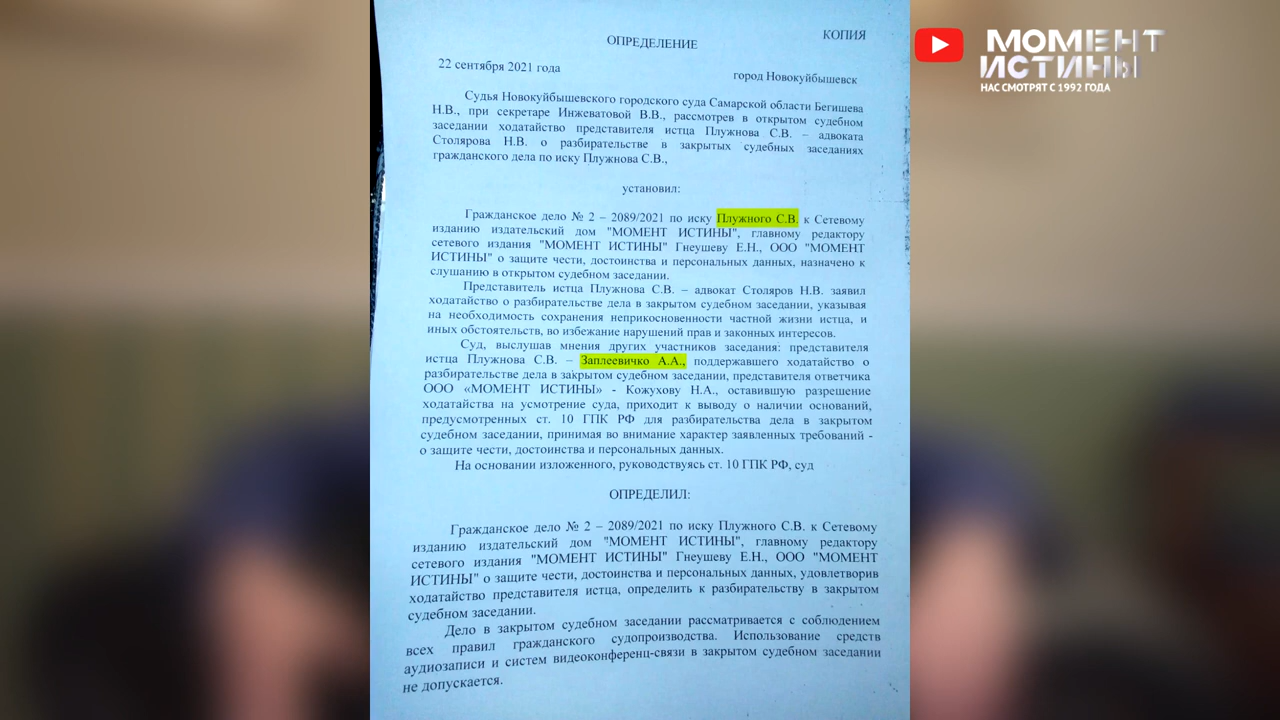 КОПИЯ
ОПРЕДЕЛЕНИЕ
22 сентября 2021 года
город Новокуйбышевск
Судья Новокуйбышевского городского суда Самарской области Бегишева
Н.В., при секретаре Инжеватовой В.В., рассмотрев в открытом судебном
заседании ходатайство представителя истца Плужнова С.В. – адвоката
Столярова Н.В. о разбирательстве в закрытых судебных заседаниях
гражданского дела по иску Плужнова С.В.,
установил:
Гражданское дело № 2 – 2089/2021 по иску Плужного С.В. к Сетевому
изданию издательский дом "МОМЕНТ ИСТИНЫ", главному редактору
сетевого издания "МОМЕНТ ИСТИНЫ" Гнеушеву Е.Н., ООО "МОМЕНТ
ИСТИНЫ" о защите чести, достоинства и персональных данных, назначено к
слушанию в открытом судебном заседании.
Представитель истца Плужнова С.В. – адвокат Столяров Н.В. заявил
ходатайство о разбирательстве дела в закрытом судебном заседании, указывая
на необходимость сохранения неприкосновенности частной жизни истца, и
иных обстоятельств, во избежание нарушений прав и законных интересов.
Суд, выслушав мнения других участников заседания: представителя
истца Плужнова С.В. – Заплеевичко А.А., поддержавшего ходатайство о
разбирательстве дела в закрытом судебном заседании, представителя ответчика
ООО «МОМЕНТ ИСТИНЫ» - Кожухову Н.А., оставившую разрешение
ходатайства на усмотрение суда, приходит к выводу о наличии оснований,
предусмотренных ст. 10 ГПК РФ для разбирательства дела в закрытом
судебном заседании, принимая во внимание характер заявленных требований -
о защите чести, достоинства и персональных данных.
На основании изложенного, руководствуясь ст. 10 ГПК РФ, суд
ОПРЕДЕЛИЛ:
Гражданское дело № 2 – 2089/2021 по иску Плужного С.В. к Сетевому
изданию издательский дом "МОМЕНТ ИСТИНЫ", главному редактору
сетевого издания "МОМЕНТ ИСТИНЫ" Гнеушеву Е.Н., ООО "МОМЕНТ
ИСТИНЫ" о защите чести, достоинства и персональных данных, удовлетворив
ходатайство представителя истца, определить к разбирательству в закрытом
судебном заседании.
Дело в закрытом судебном заседании рассматривается с соблюдением
всех правил гражданского судопроизводства. Использование средств
аудиозаписи и систем видеоконференц-связи в закрытом судебном заседании
не допускается.
МОМЕНТ
ИСТИНЫ
НАС СМОТРЯТ С 1992 ГОДА